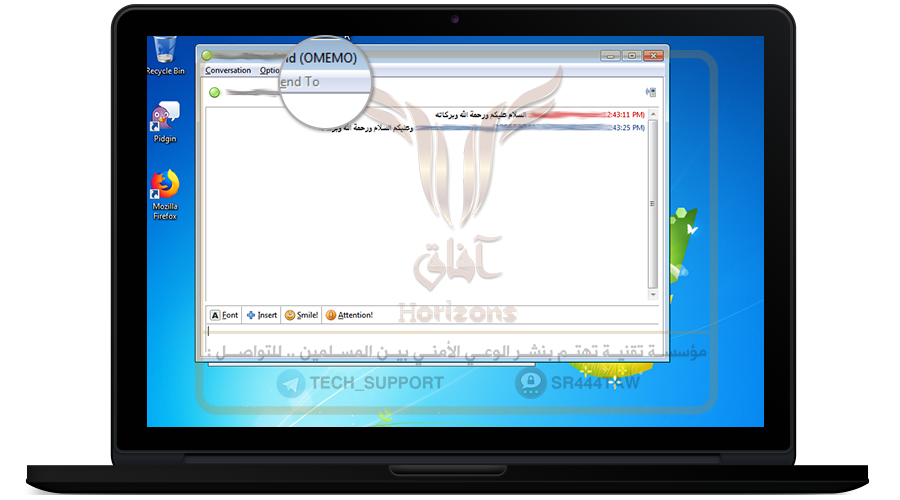 Recycle Bin
Pidgin
Mozilla
Firefox
(OMEMO)
Conversation
end To
السلام عليكم ورحمة الله وبركاته
2:43:11 PM)
وعليكم السلام ورحمة الله
2:43:25 PM)
آفاق
Horizons
Font Insert Smile! Attention!
مؤسسة تقنية تهتم بنشر الوعي الأمني بين المسلمين .. للتواصل :
TECH_SUPPORT SR444TAW